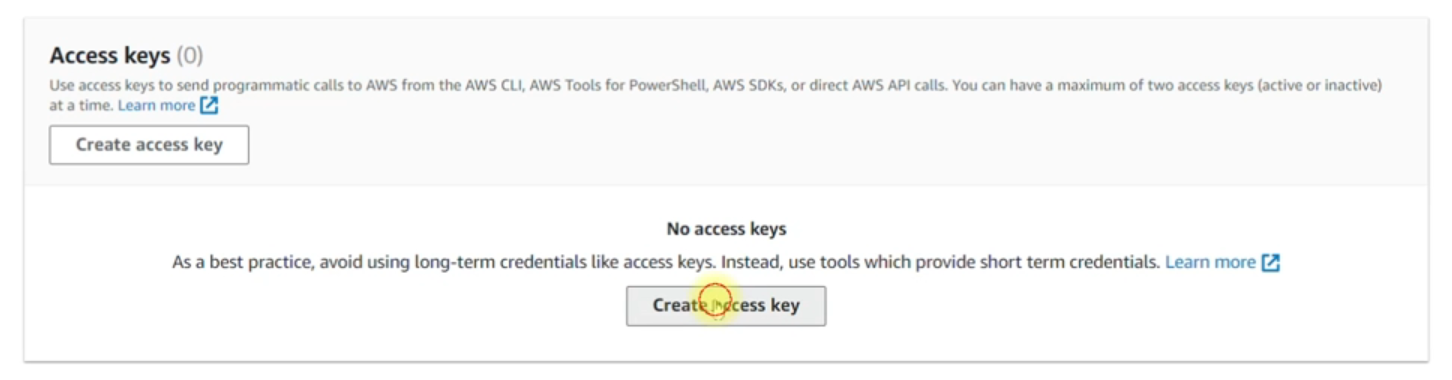 Access keys (0)
Use access keys to send programmatic calls to AWS from the AWS CLI, AWS Tools for PowerShell, AWS SDKs, or direct AWS API calls. You can have a maximum of two access keys (active or inactive)
at a time. Learn more
Create access key
No access keys
As a best practice, avoid using long-term credentials like access keys. Instead, use tools which provide short term credentials. Learn more
Create access key